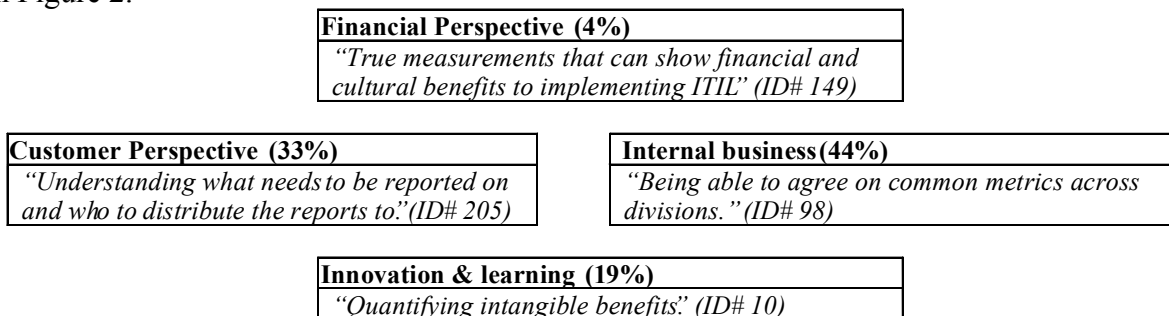 Financial Perspective (4%)
“True measurements that can show financial and
cultural benefits to implementing ITIL” (ID# 149)
Customer Perspective (33%)
“Understanding what needs to be reported on
and who to distribute the reports to.”(ID# 205)
Internal business(44%)
“Being able to agree on common metrics across
divisions.” (ID# 98)
Innovation & learning (19%)
“Quantifying intangible benefits.” (ID# 10)